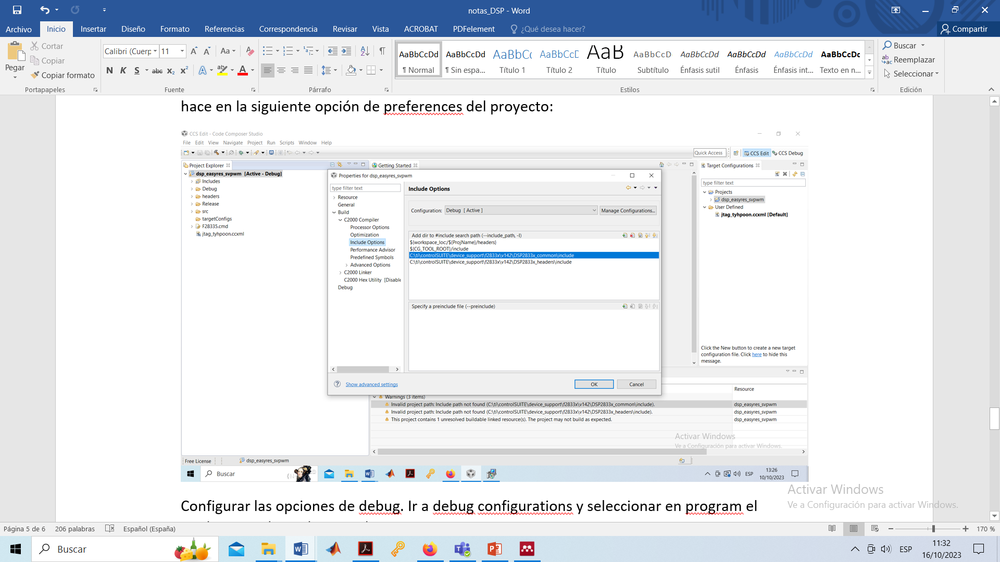 notas_DSP - Word
Archivo Inicio Insertar Diseño Formato Referencias Correspondencia Revisar Vista ACROBAT PDFelement ¿Qué desea hacer? Compartir
Pegar
Cortar
Copiar
Copiar formato
Portapapeles
Calibri (Cuerp 11
Aa
N K S abc x₂ x² A A
Fuente
Párrafo
AaBbCcDd AaBbCcDd AaBbCc AaBbCcD AaB AaBbCcD AaBbCcDd AaBbCcDd AaBbCcDd AaBbCcDc
¶ Normal ¶ Sin espa... Título 1 Título 2 Título Subtítulo Énfasis sutil Énfasis Énfasis int... Texto en n...
Estilos
Buscar
Reemplazar
Seleccionar
Edición
hace en la siguiente opción de preferences del proyecto:
CCS Edit - Code Composer Studio
File Edit View Navigate Project Run Scripts Window Help
Quick Access CCS Edit CCS Debug
Project Explorer
dsp_easyres_svpwm [Active - Debug]
Includes
Debug
headers
Release
src
targetConfigs
F28335.cmd
jtag_tyhpoon.ccxml
Getting Started
Properties for dsp_easyres_svpwm
type filter text
Resource
General
Build
C2000 Compiler
Processor Options
Optimization
Include Options
Performance Advisor
Predefined Symbols
Advanced Options
C2000 Linker
C2000 Hex Utility [Disable
Debug
Include Options
Configuration: Debug [ Active ] Manage Configurations...
Add dir to #include search path (--include_path, -I)
${workspace_loc:/${ProjName}/headers}
${CG_TOOL_ROOT}/include
C:\ti\controlSUITE\device_support\f2833x\v142\DSP2833x_common\include
C:\ti\controlSUITE\device_support\f2833x\v142\DSP2833x_headers\include
Specify a preinclude file (--preinclude)
Show advanced settings
OK Cancel
Target Configurations
type filter text
Projects
dsp_easyres_svpwm
User Defined
jtag_tyhpoon.ccxml [Default]
Click the New button to create a new target
configuration file. Click here to hide this
message.
Resource
Warnings (3 items)
Invalid project path: Include path not found (C:\ti\controlSUITE\device_support\f2833x\v142\DSP2833x_common\include). dsp_easyres_svpwm
Invalid project path: Include path not found (C:\ti\controlSUITE\device_support\f2833x\v142\DSP2833x_headers\include). dsp_easyres_svpwm
This project contains 1 unresolved buildable linked resource(s). The project may not build as expected. dsp_easyres_svpwm
Activar Windows
Ve a Configuración para activar Windows.
Free License dsp_easyres_svpwm
Buscar ESP 13:26
10/10/2023
Activar Windows
Ve a Configuración para activar Windows.
Configurar las opciones de debug. Ir a debug configurations y seleccionar en program el
Página 5 de 6 206 palabras Español (España) 170 %
Buscar ESP 11:32
16/10/2023